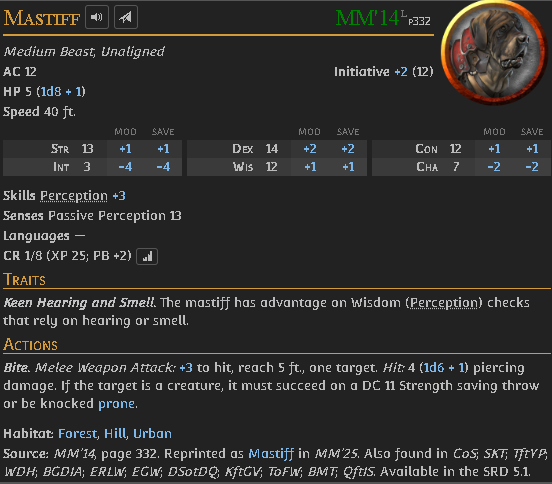 Mastiff MM'14 L p332
Medium Beast, Unaligned
AC 12 Initiative +2 (12)
HP 5 (1d8 + 1)
Speed 40 ft.
MOD SAVE MOD SAVE MOD SAVE
Str 13 +1 +1 Dex 14 +2 +2 Con 12 +1 +1
Int 3 –4 –4 Wis 12 +1 +1 Cha 7 –2 –2
Skills Perception +3
Senses Passive Perception 13
Languages —
CR 1/8 (XP 25; PB +2)
Traits
Keen Hearing and Smell. The mastiff has advantage on Wisdom (Perception) checks
that rely on hearing or smell.
Actions
Bite. Melee Weapon Attack: +3 to hit, reach 5 ft., one target. Hit: 4 (1d6 + 1) piercing
damage. If the target is a creature, it must succeed on a DC 11 Strength saving throw
or be knocked prone.
Habitat: Forest, Hill, Urban
Source: MM'14, page 332. Reprinted as Mastiff in MM'25. Also found in CoS; SKT; TftYP;
WDH; BGDIA; ERLW; EGW; DSotDQ; KftGV; ToFW; BMT; QftIS. Available in the SRD 5.1.